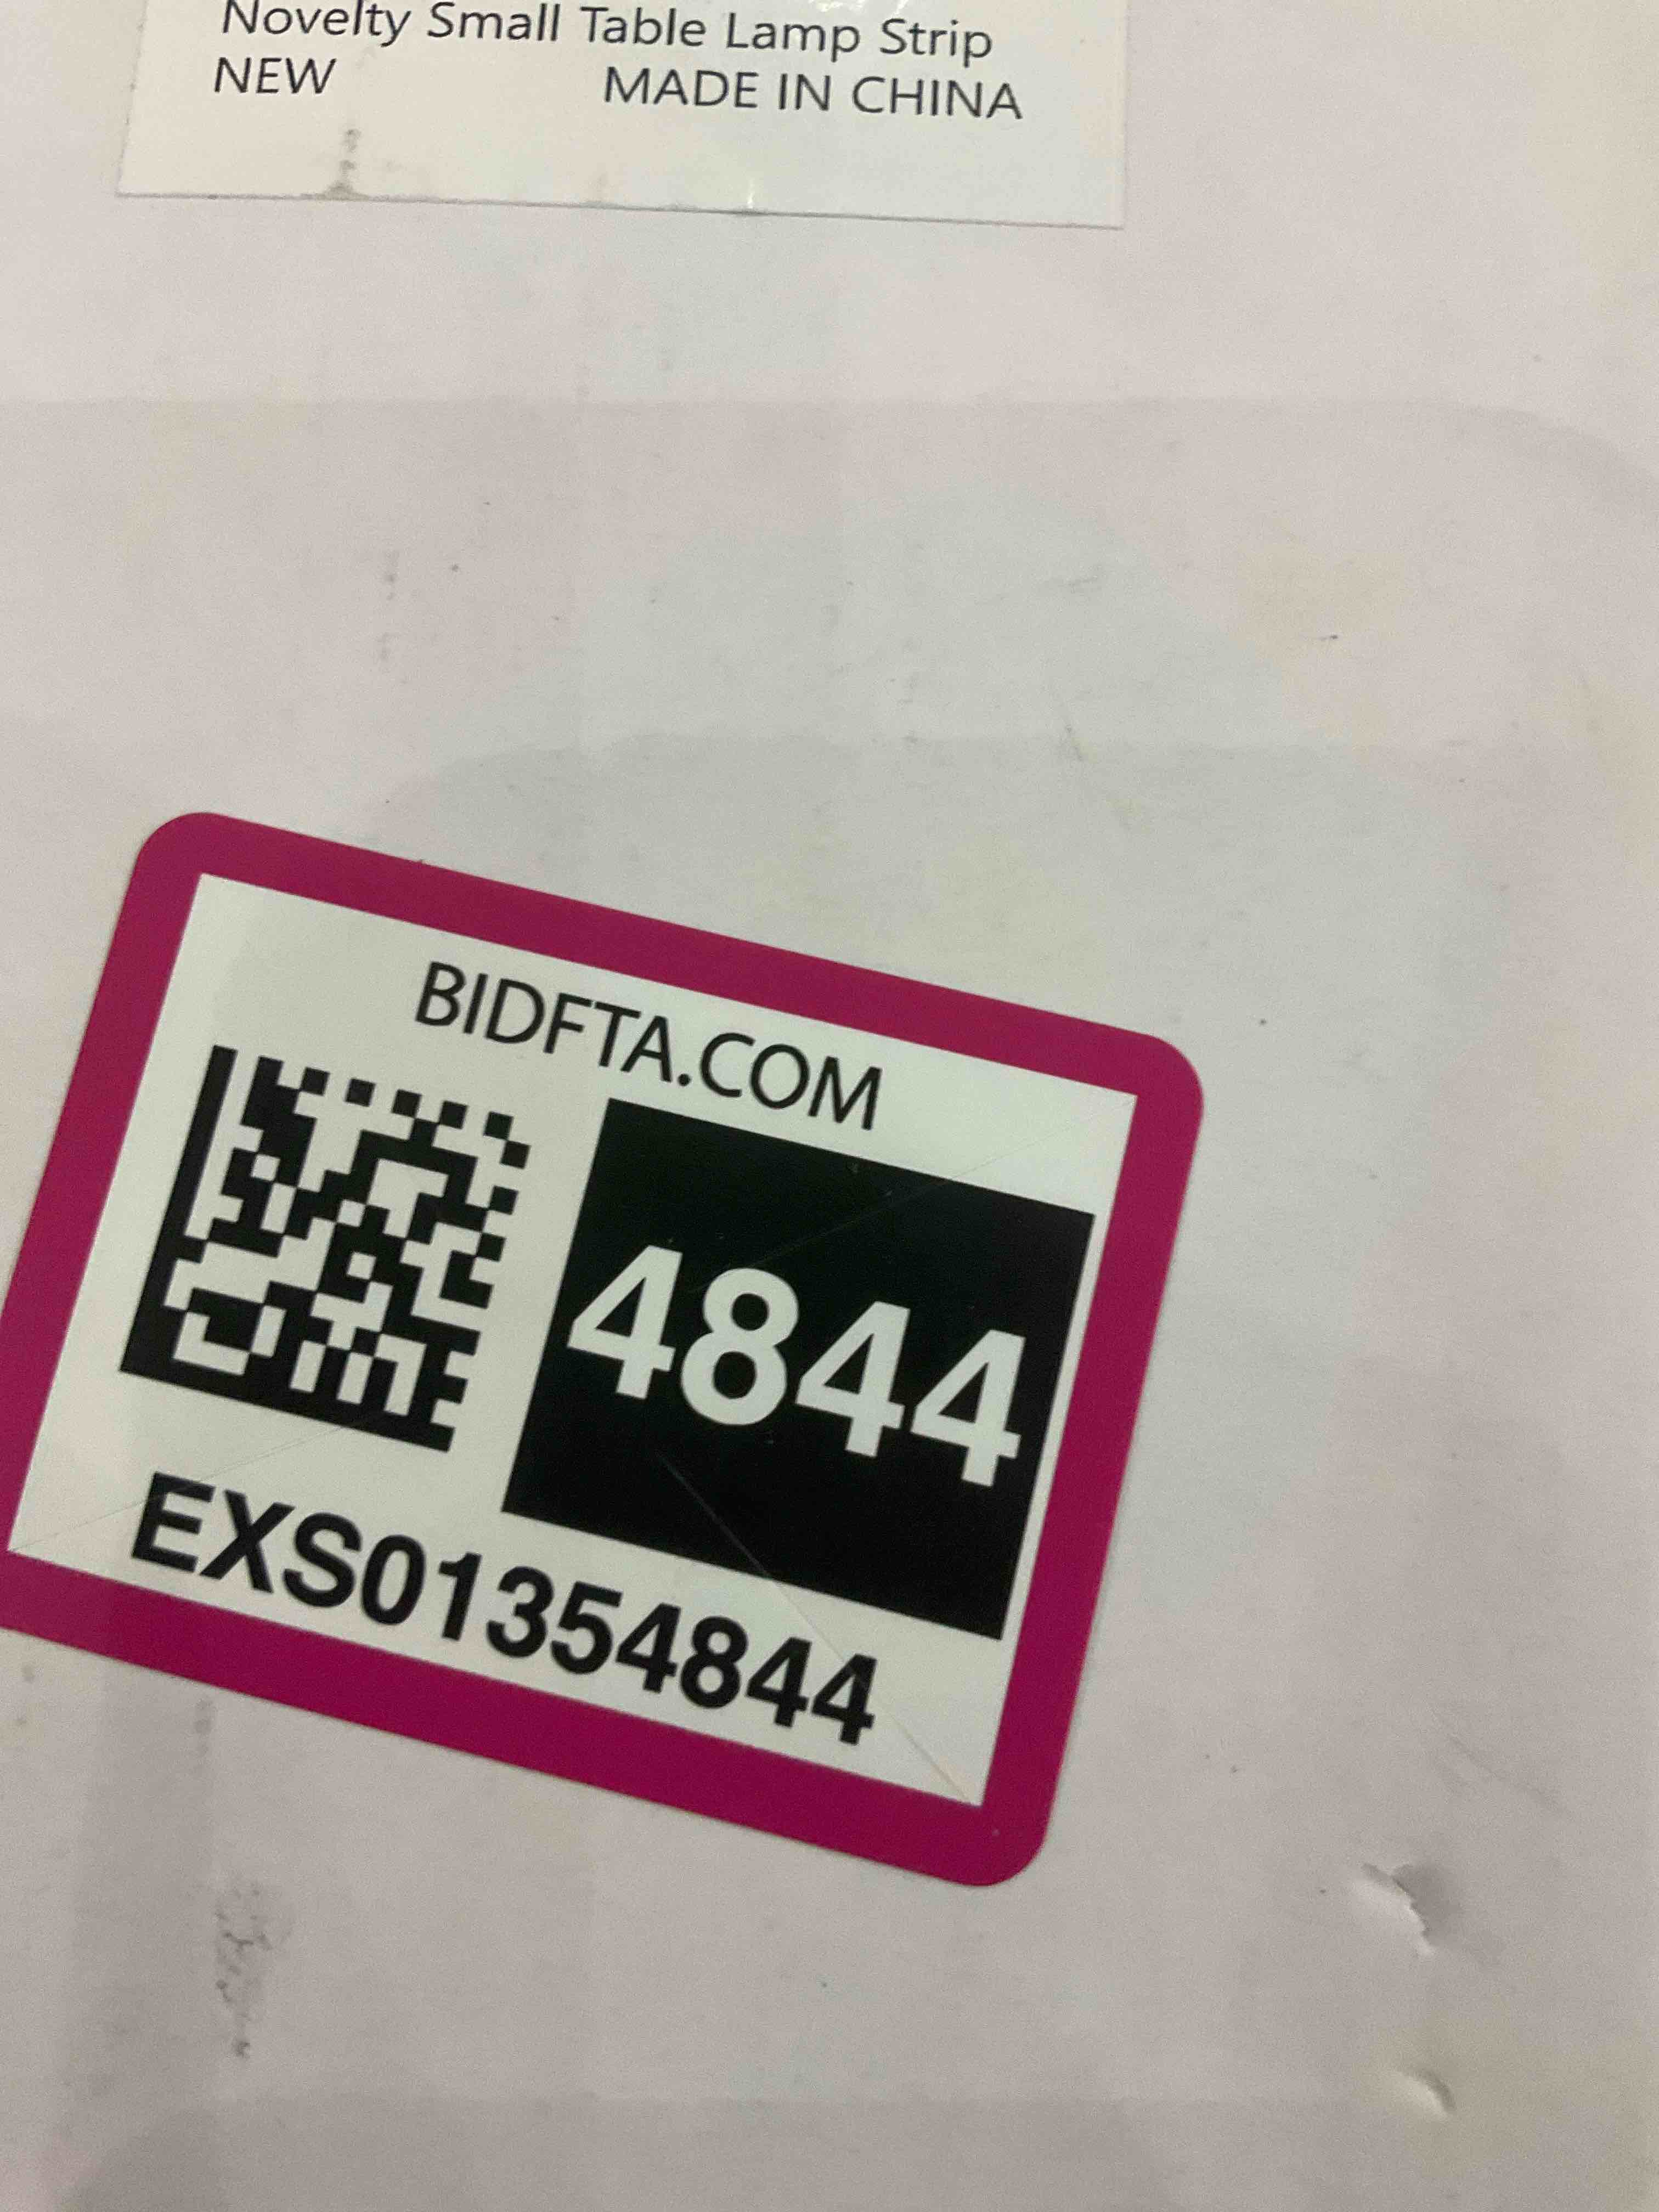 Novelty Small Table Lamp Strip
NEW MADE IN CHINA
BIDFTA.COM
4844
EXS01354844